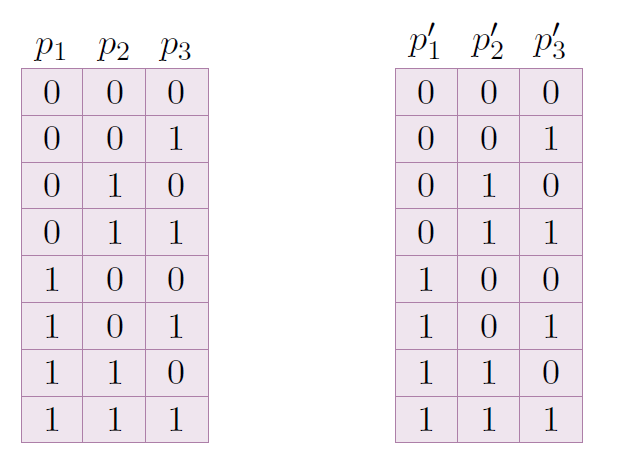 p₁ p₂ p₃ p′₁ p′₂ p′₃
0 0 0 0 0 0
0 0 1 0 0 1
0 1 0 0 1 0
0 1 1 0 1 1
1 0 0 1 0 0
1 0 1 1 0 1
1 1 0 1 1 0
1 1 1 1 1 1